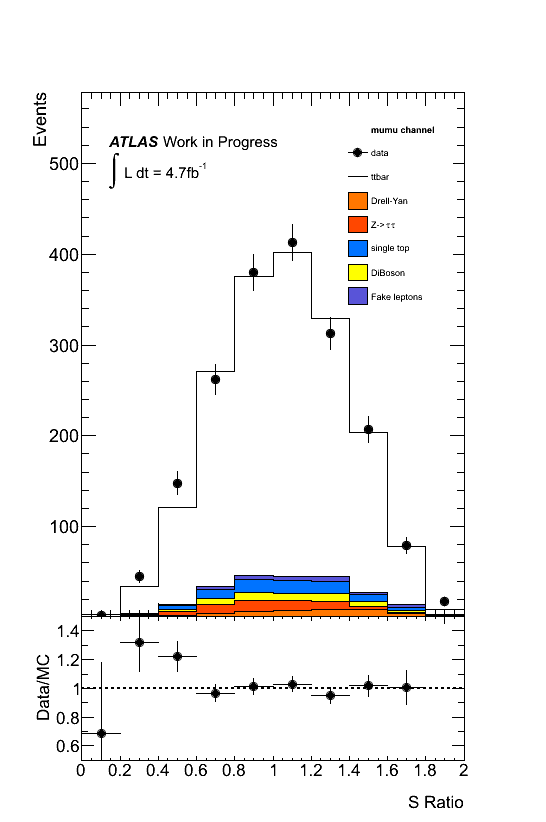 Events
500
400
300
200
100
ATLAS Work in Progress
∫ L dt = 4.7fb⁻¹
mumu channel
data
ttbar
Drell-Yan
Z->ττ
single top
DiBoson
Fake leptons
Data/MC
1.4
1.2
1
0.8
0.6
0 0.2 0.4 0.6 0.8 1 1.2 1.4 1.6 1.8 2
S Ratio